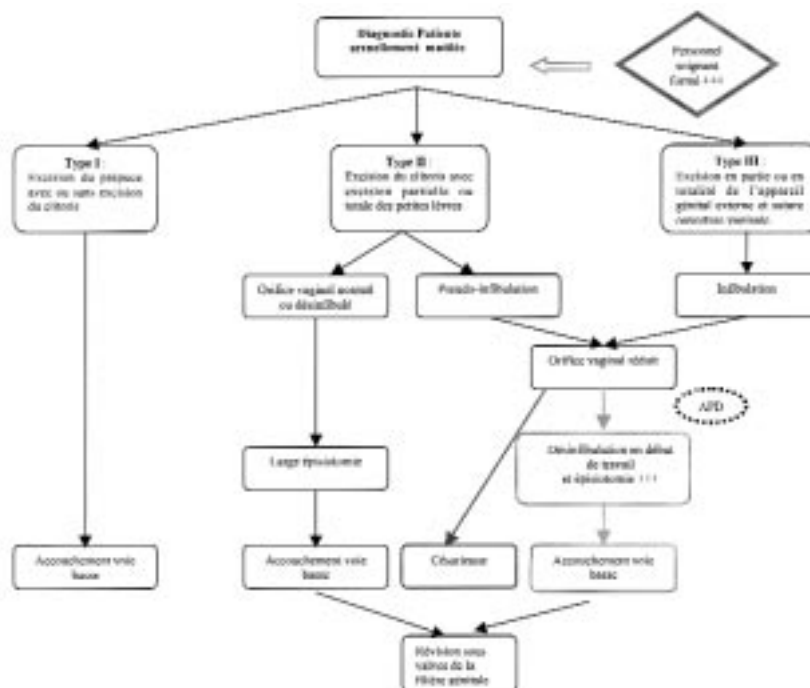 Diagnostic Patiente
sexuellement mutilée
Personnel
soignant
formé +++
Type I :
Excision du prépuce
avec ou sans excision
du clitoris
Type II :
Excision du clitoris avec
excision partielle ou
totale des petites lèvres
Type III :
Excision en partie ou en
totalité de l'appareil
génital externe et suture
Orifice vaginal normal
ou désinfibulé
Pseudo-infibulation
Infibulation
Orifice vaginal réduit
APD
Large épisiotomie
Désinfibulation en début
de travail
et épisiotomie +++
Accouchement voie
basse
Accouchement voie
basse
Césarienne
Accouchement voie
basse
Révision sous
valves de la
filière génitale